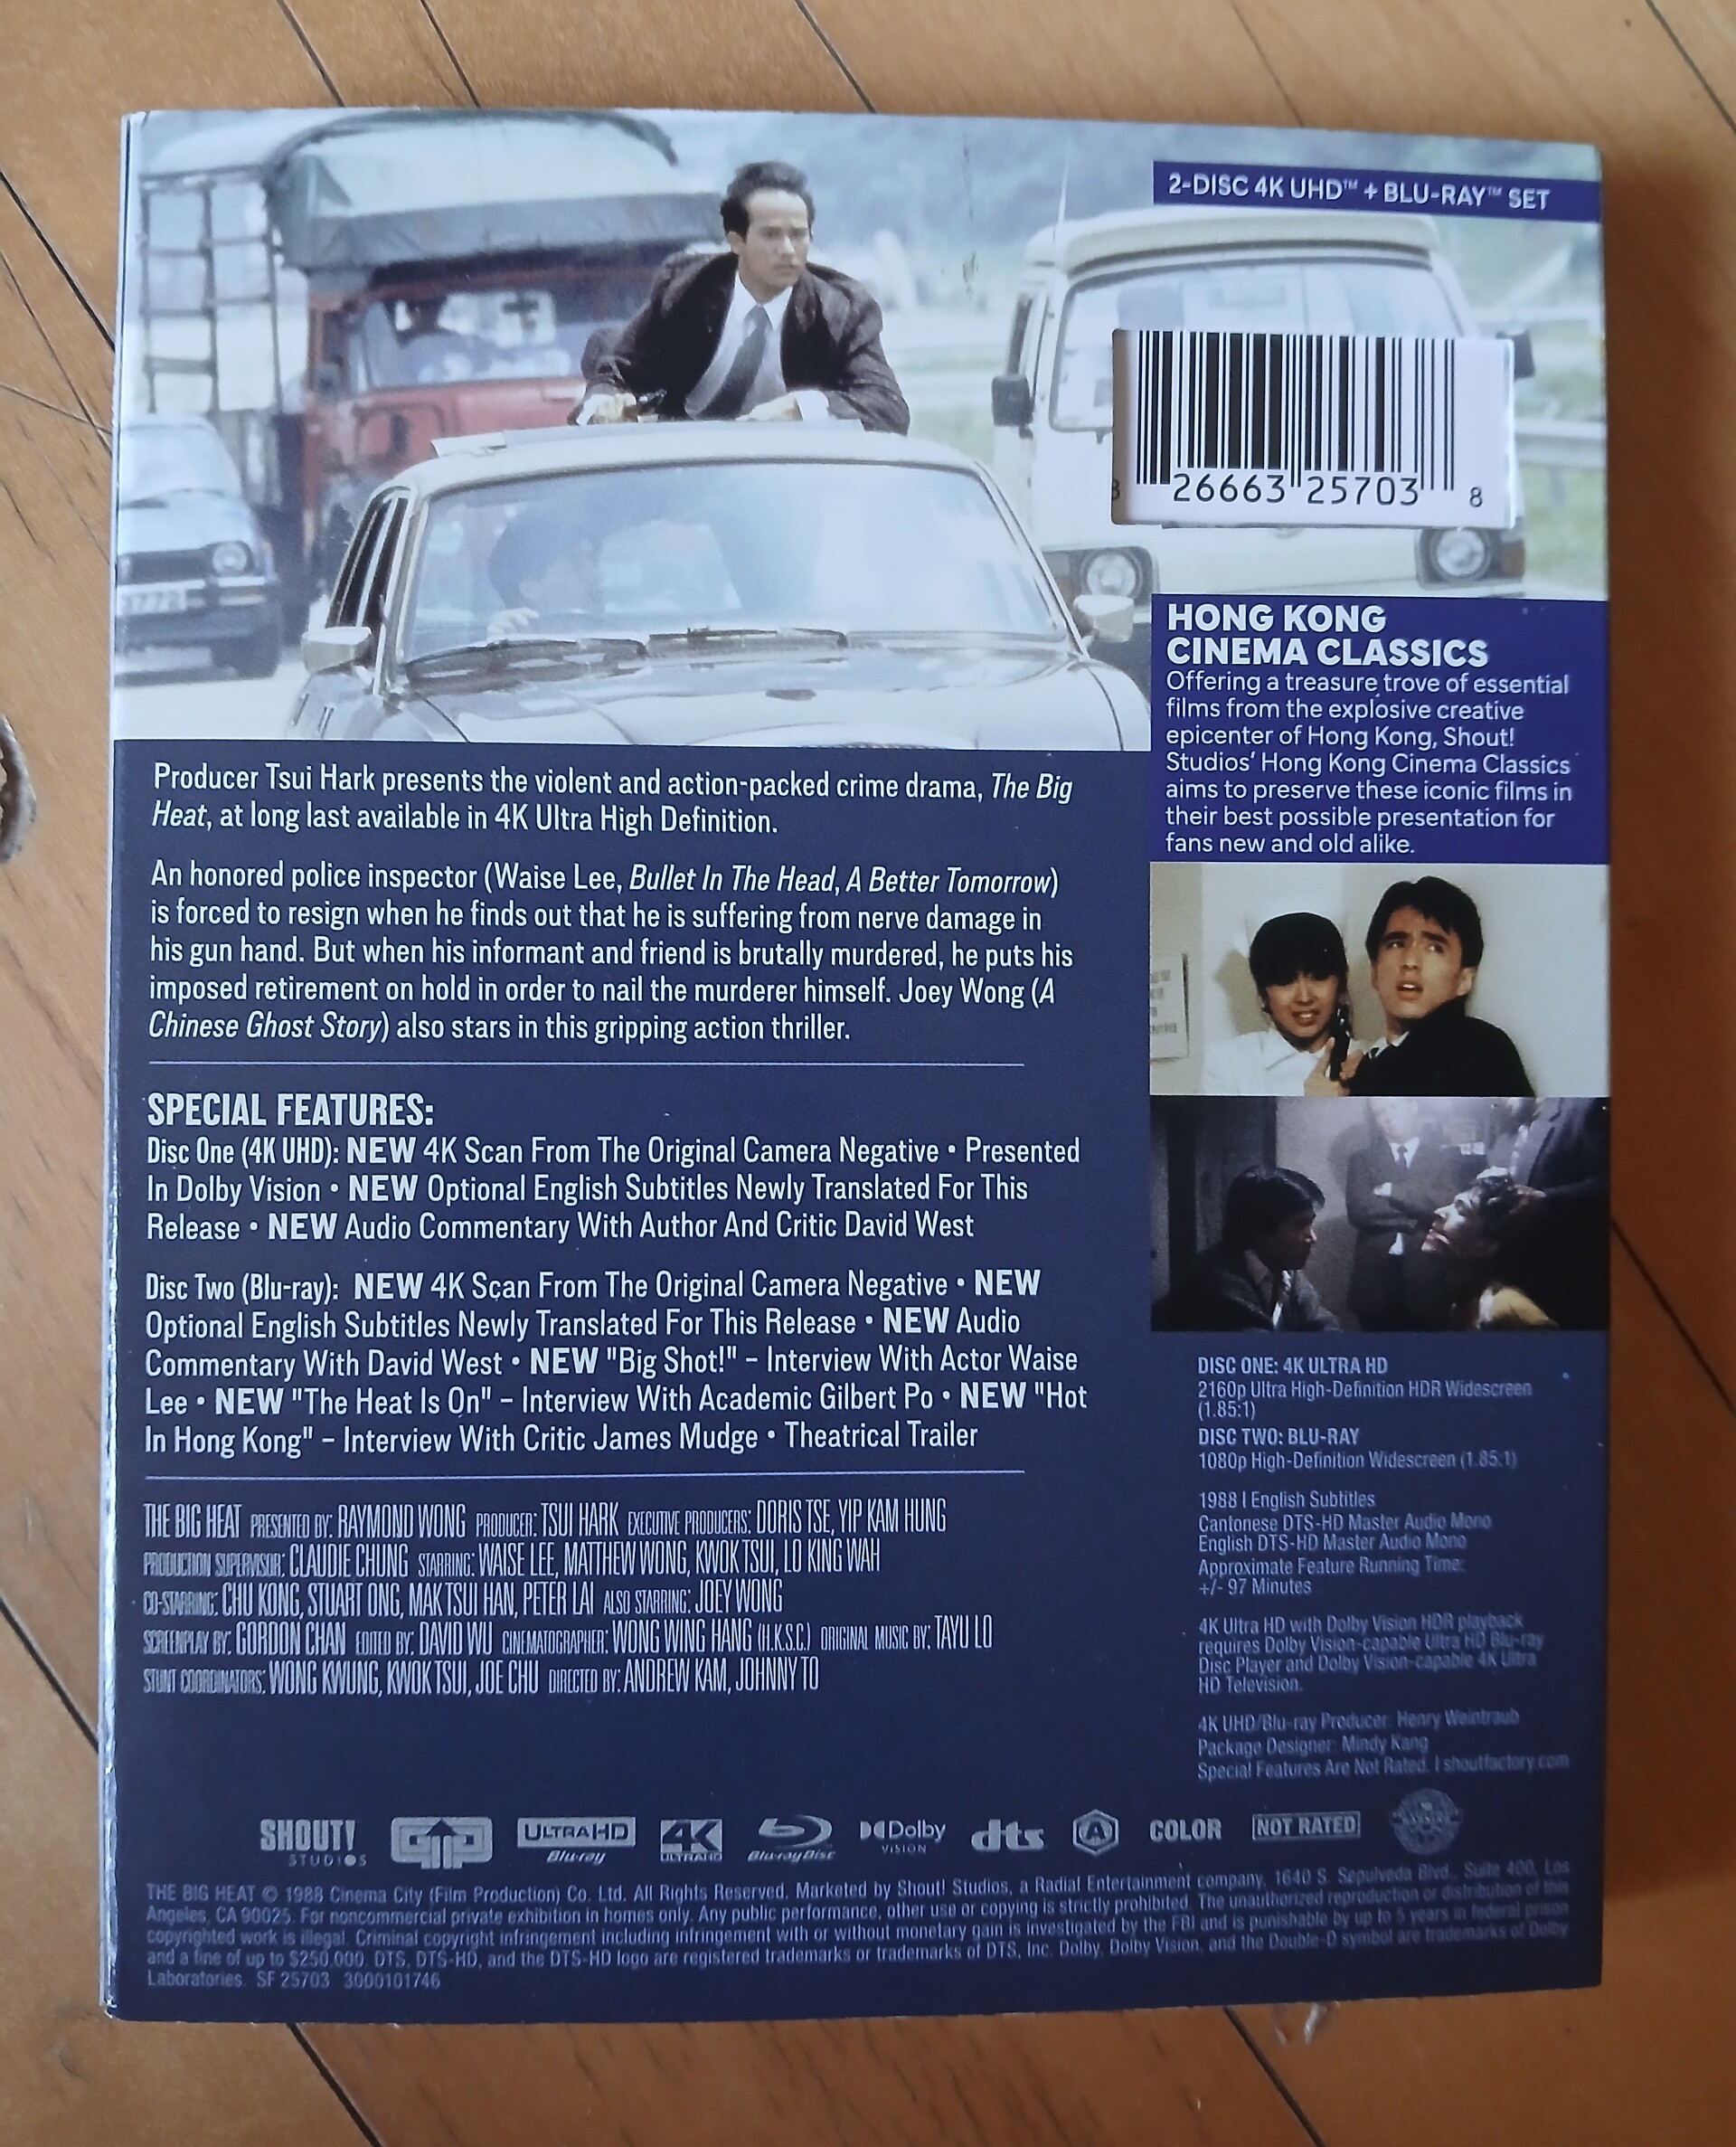 2-DISC 4K UHD™ + BLU-RAY™ SET
8 26663 25703 8
HONG KONG
CINEMA CLASSICS
Offering a treasure trove of essential
films from the explosive creative
epicenter of Hong Kong, Shout!
Studios' Hong Kong Cinema Classics
aims to preserve these iconic films in
their best possible presentation for
fans new and old alike.
Producer Tsui Hark presents the violent and action-packed crime drama, The Big
Heat, at long last available in 4K Ultra High Definition.
An honored police inspector (Waise Lee, Bullet In The Head, A Better Tomorrow)
is forced to resign when he finds out that he is suffering from nerve damage in
his gun hand. But when his informant and friend is brutally murdered, he puts his
imposed retirement on hold in order to nail the murderer himself. Joey Wong (A
Chinese Ghost Story) also stars in this gripping action thriller.
SPECIAL FEATURES:
Disc One (4K UHD): NEW 4K Scan From The Original Camera Negative • Presented
In Dolby Vision • NEW Optional English Subtitles Newly Translated For This
Release • NEW Audio Commentary With Author And Critic David West
Disc Two (Blu-ray): NEW 4K Scan From The Original Camera Negative • NEW
Optional English Subtitles Newly Translated For This Release • NEW Audio
Commentary With David West • NEW "Big Shot!" – Interview With Actor Waise
Lee • NEW "The Heat Is On" – Interview With Academic Gilbert Po • NEW "Hot
In Hong Kong" – Interview With Critic James Mudge • Theatrical Trailer
THE BIG HEAT PRESENTED BY: RAYMOND WONG PRODUCER: TSUI HARK EXECUTIVE PRODUCERS: DORIS TSE, YIP KAM HUNG
PRODUCTION SUPERVISOR: CLAUDIE CHUNG STARRING: WAISE LEE, MATTHEW WONG, KWOK TSUI, LO KING WAH
CO-STARRING: CHU KONG, STUART ONG, MAK TSUI HAN, PETER LAI ALSO STARRING: JOEY WONG
SCREENPLAY BY: GORDON CHAN EDITED BY: DAVID WU CINEMATOGRAPHER: WONG WING HANG (H.K.S.C.) ORIGINAL MUSIC BY: TAYU LO
STUNT COORDINATORS: WONG KWUNG, KWOK TSUI, JOE CHU DIRECTED BY: ANDREW KAM, JOHNNY TO
DISC ONE: 4K ULTRA HD
2160p Ultra High-Definition HDR Widescreen
(1.85:1)
DISC TWO: BLU-RAY
1080p High-Definition Widescreen (1.85:1)
1988 | English Subtitles
Cantonese DTS-HD Master Audio Mono
English DTS-HD Master Audio Mono
Approximate Feature Running Time:
+/- 97 Minutes
4K Ultra HD with Dolby Vision HDR playback
requires Dolby Vision-capable Ultra HD Blu-ray
Disc Player and Dolby Vision-capable 4K Ultra
HD Television.
4K UHD/Blu-ray Producer: Henry Weintraub
Package Designer: Mindy Kang
Special Features Are Not Rated. | shoutfactory.com
SHOUT! STUDIOS ULTRA HD Blu-ray 4K ULTRA HD Blu-ray Disc Dolby VISION dts A COLOR NOT RATED
THE BIG HEAT © 1988 Cinema City (Film Production) Co. Ltd. All Rights Reserved. Marketed by Shout! Studios, a Radial Entertainment company, 1640 S. Sepulveda Blvd., Suite 400, Los
Angeles, CA 90025. For noncommercial private exhibition in homes only. Any public performance, other use or copying is strictly prohibited. The unauthorized reproduction or distribution of this
copyrighted work is illegal. Criminal copyright infringement including infringement with or without monetary gain is investigated by the FBI and is punishable by up to 5 years in federal prison
and a fine of up to $250,000. DTS, DTS-HD, and the DTS-HD logo are registered trademarks or trademarks of DTS, Inc. Dolby, Dolby Vision, and the Double-D symbol are trademarks of Dolby
Laboratories. SF 25703 3000101746